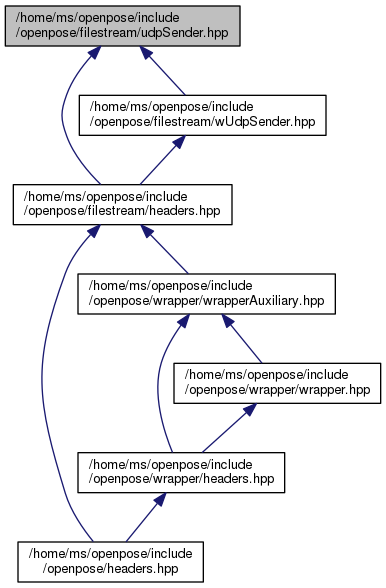 /home/ms/openpose/include
/openpose/filestream/udpSender.hpp
/home/ms/openpose/include
/openpose/filestream/wUdpSender.hpp
/home/ms/openpose/include
/openpose/filestream/headers.hpp
/home/ms/openpose/include
/openpose/wrapper/wrapperAuxiliary.hpp
/home/ms/openpose/include
/openpose/wrapper/wrapper.hpp
/home/ms/openpose/include
/openpose/wrapper/headers.hpp
/home/ms/openpose/include
/openpose/headers.hpp